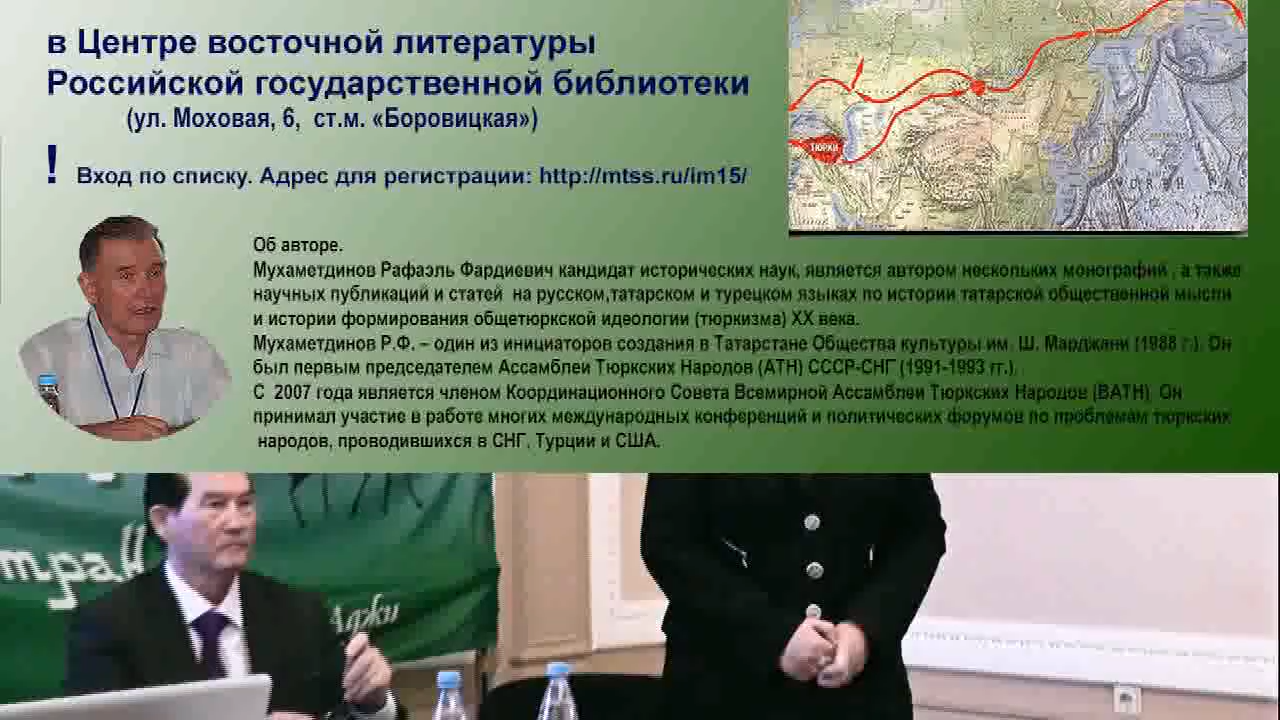 в Центре восточной литературы
Российской государственной библиотеки
(ул. Моховая, 6, ст.м. «Боровицкая»)
! Вход по списку. Адрес для регистрации: http://mtss.ru/im15/
ТЮРКИ
Об авторе.
Мухаметдинов Рафаэль Фардиевич кандидат исторических наук, является автором нескольких монографий , а также
научных публикаций и статей на русском,татарском и турецком языках по истории татарской общественной мысли
и истории формирования общетюркской идеологии (тюркизма) XX века.
Мухаметдинов Р.Ф. – один из инициаторов создания в Татарстане Общества культуры им. Ш. Марджани (1988 г.). Он
был первым председателем Ассамблеи Тюркских Народов (АТН) СССР-СНГ (1991-1993 гг.).
С 2007 года является членом Координационного Совета Всемирной Ассамблеи Тюркских Народов (ВАТН). Он
принимал участие в работе многих международных конференций и политических форумов по проблемам тюркских
народов, проводившихся в СНГ, Турции и США.
Аджи